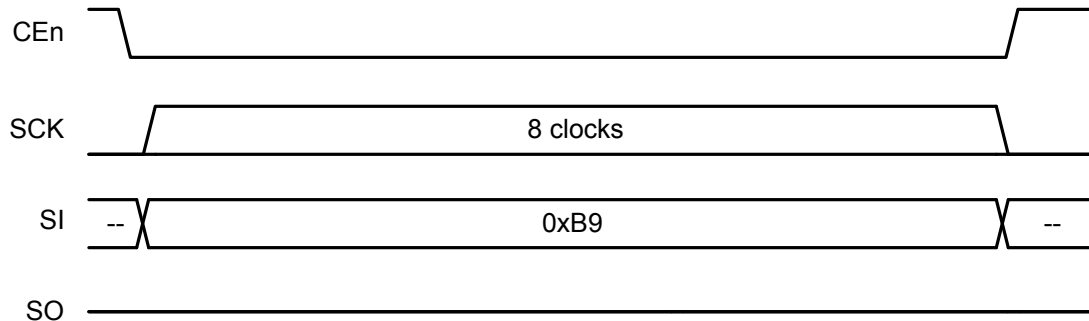 CEn
SCK 8 clocks
SI -- 0xB9 --
SO